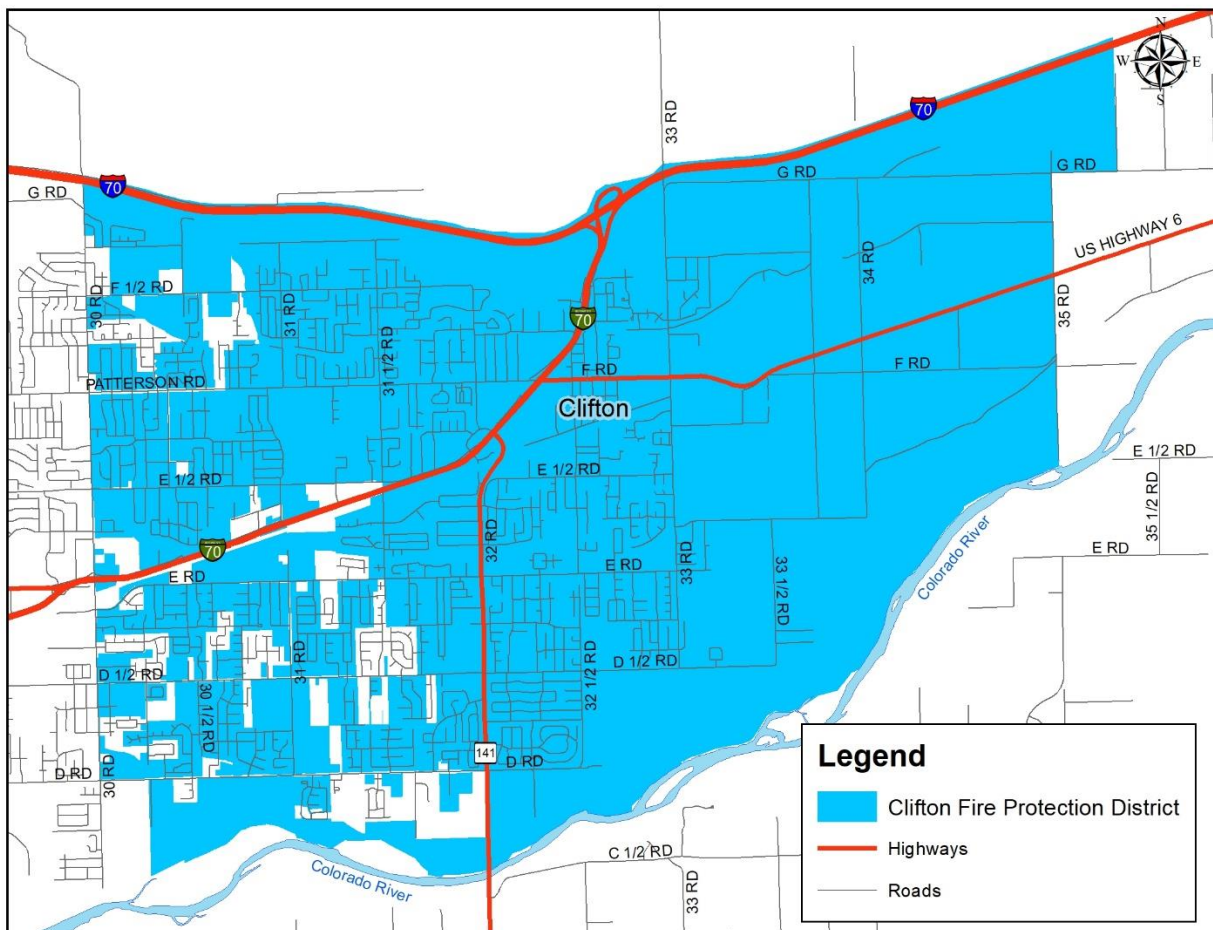 N
W E
S
70
33 RD
G RD
70
G RD
G RD
US HIGHWAY 6
34 RD
35 RD
F 1/2 RD
30 RD
31 RD
31 1/2 RD
70
PATTERSON RD
F RD
F RD
Clifton
E 1/2 RD
E 1/2 RD
E 1/2 RD
35 1/2 RD
32 RD
70
E RD
E RD
33 RD
33 1/2 RD
E RD
Colorado River
D 1/2 RD
30 1/2 RD
31 RD
32 1/2 RD
D 1/2 RD
141
D RD
30 RD
D RD
C 1/2 RD
33 RD
Colorado River
Legend
Clifton Fire Protection District
Highways
Roads